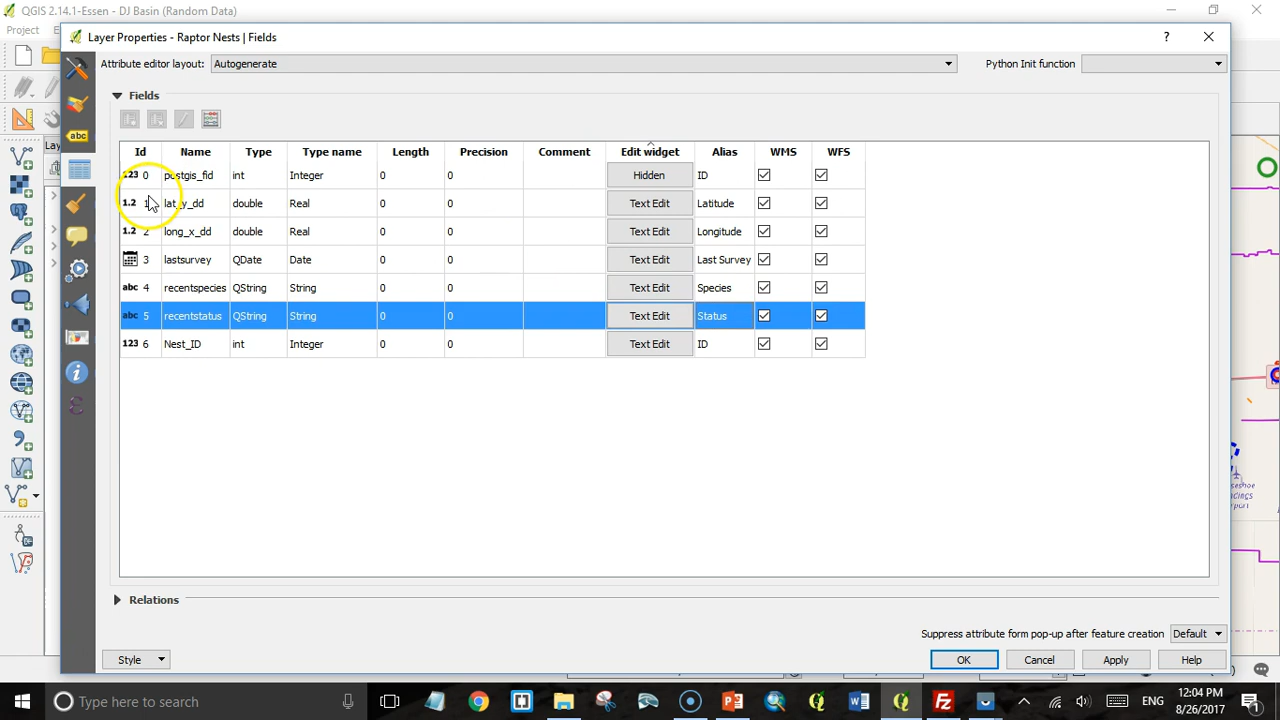 QGIS 2.14.1-Essen - DJ Basin (Random Data)
Project
Layer Properties - Raptor Nests | Fields
?
Attribute editor layout: Autogenerate Python Init function
Fields
abc
Id Name Type Type name Length Precision Comment Edit widget Alias WMS WFS
123 0 postgis_fid int Integer 0 0 Hidden ID
1.2 1 lat_y_dd double Real 0 0 Text Edit Latitude
1.2 2 long_x_dd double Real 0 0 Text Edit Longitude
3 lastsurvey QDate Date 0 0 Text Edit Last Survey
abc 4 recentspecies QString String 0 0 Text Edit Species
abc 5 recentstatus QString String 0 0 Text Edit Status
123 6 Nest_ID int Integer 0 0 Text Edit ID
Relations
Suppress attribute form pop-up after feature creation Default
Style OK Cancel Apply Help
Type here to search
ENG
12:04 PM
8/26/2017